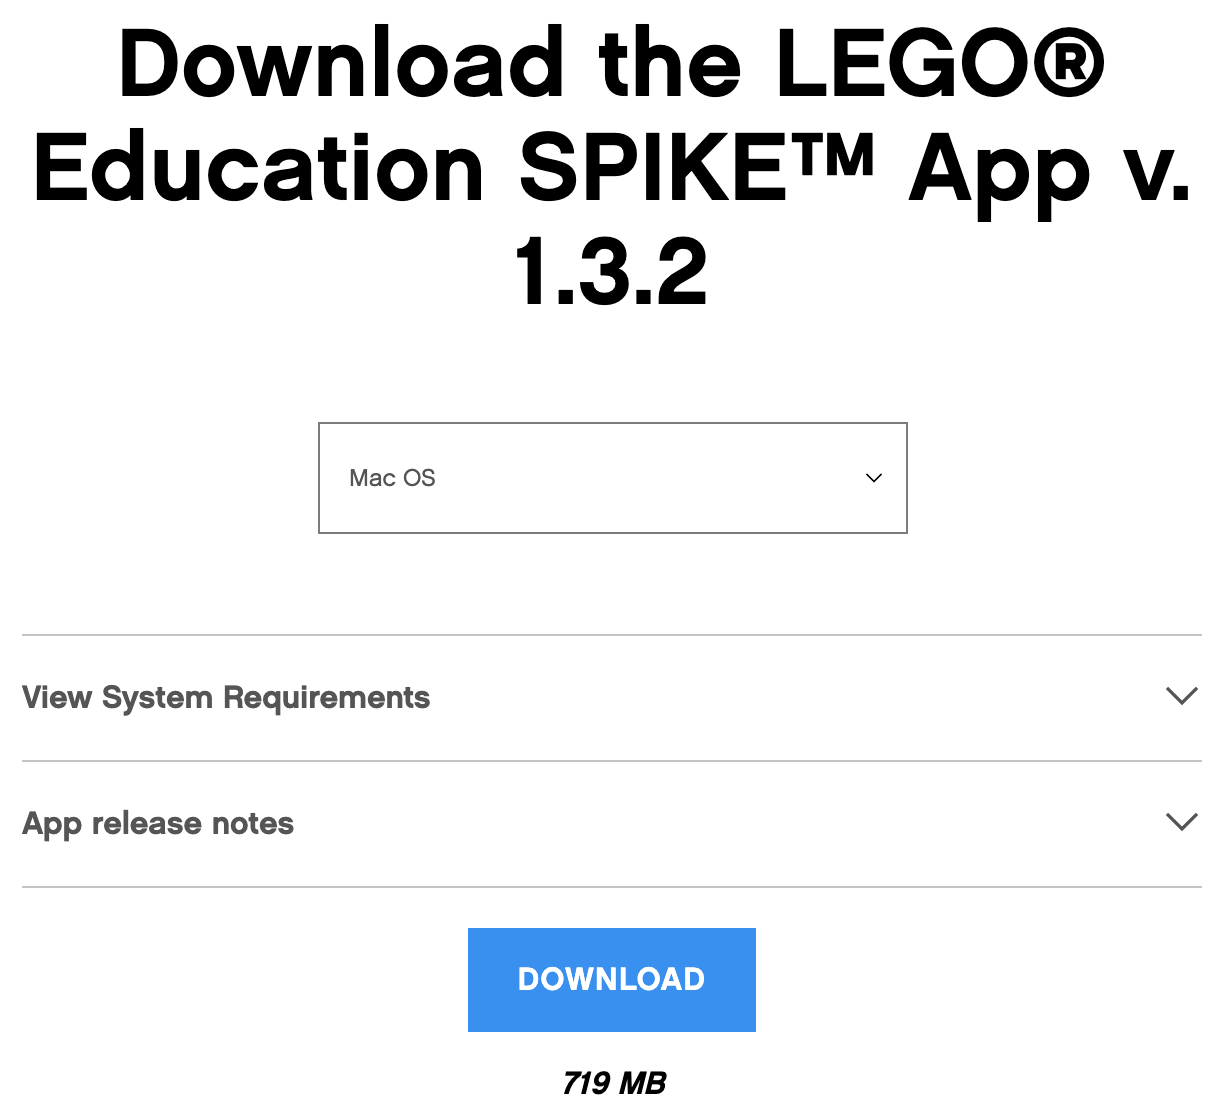 Download the LEGO®
Education SPIKE™ App v.
1.3.2
Mac OS
View System Requirements
App release notes
DOWNLOAD
719 MB